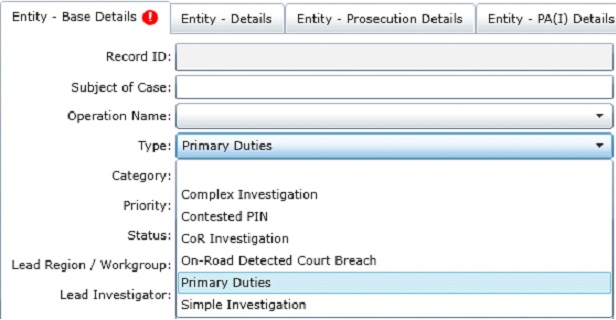 Entity - Base Details Entity - Details Entity - Prosecution Details Entity - PA(I) Details
Record ID:
Subject of Case:
Operation Name:
Type: Primary Duties
Category:
Complex Investigation
Priority:
Contested PIN
Status:
CoR Investigation
Lead Region / Workgroup:
On-Road Detected Court Breach
Primary Duties
Lead Investigator:
Simple Investigation